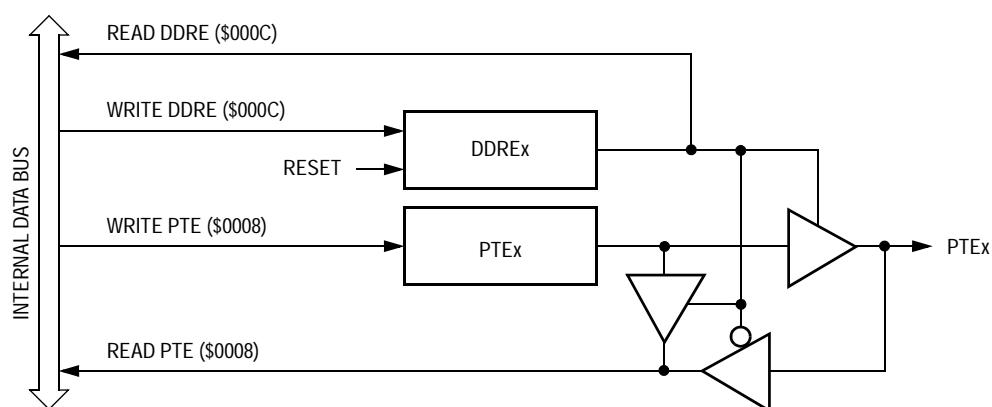 READ DDRE ($000C)
WRITE DDRE ($000C)
DDREx
RESET
WRITE PTE ($0008)
PTEx
PTEx
READ PTE ($0008)
INTERNAL DATA BUS